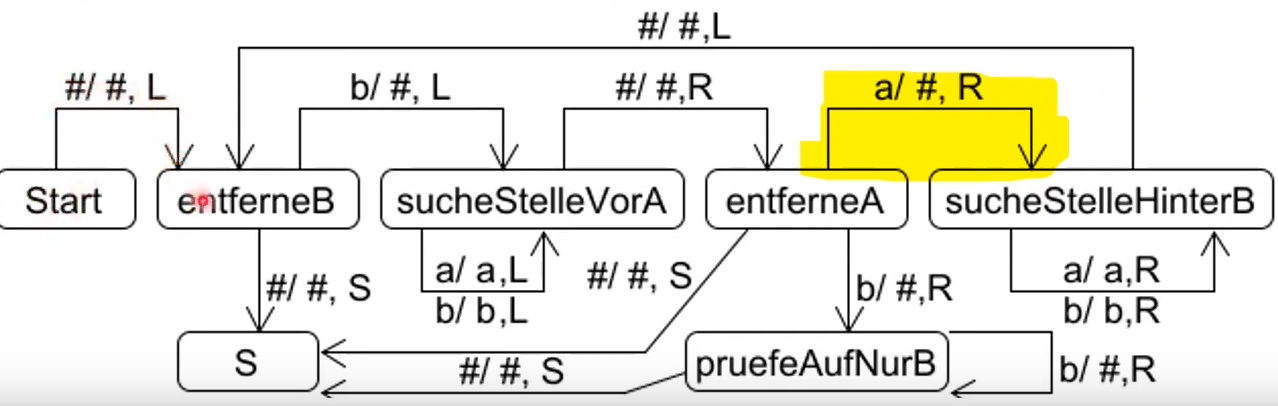 #/ #,L
#/ #, L
b/ #, L
#/ #,R
a/ #, R
Start
entferneB
sucheStelleVorA
entferneA
sucheStelleHinterB
#/ #, S
a/ a,L
b/ b,L
#/ #, S
b/ #,R
a/ a,R
b/ b,R
S
#/ #, S
pruefeAufNurB
b/ #,R